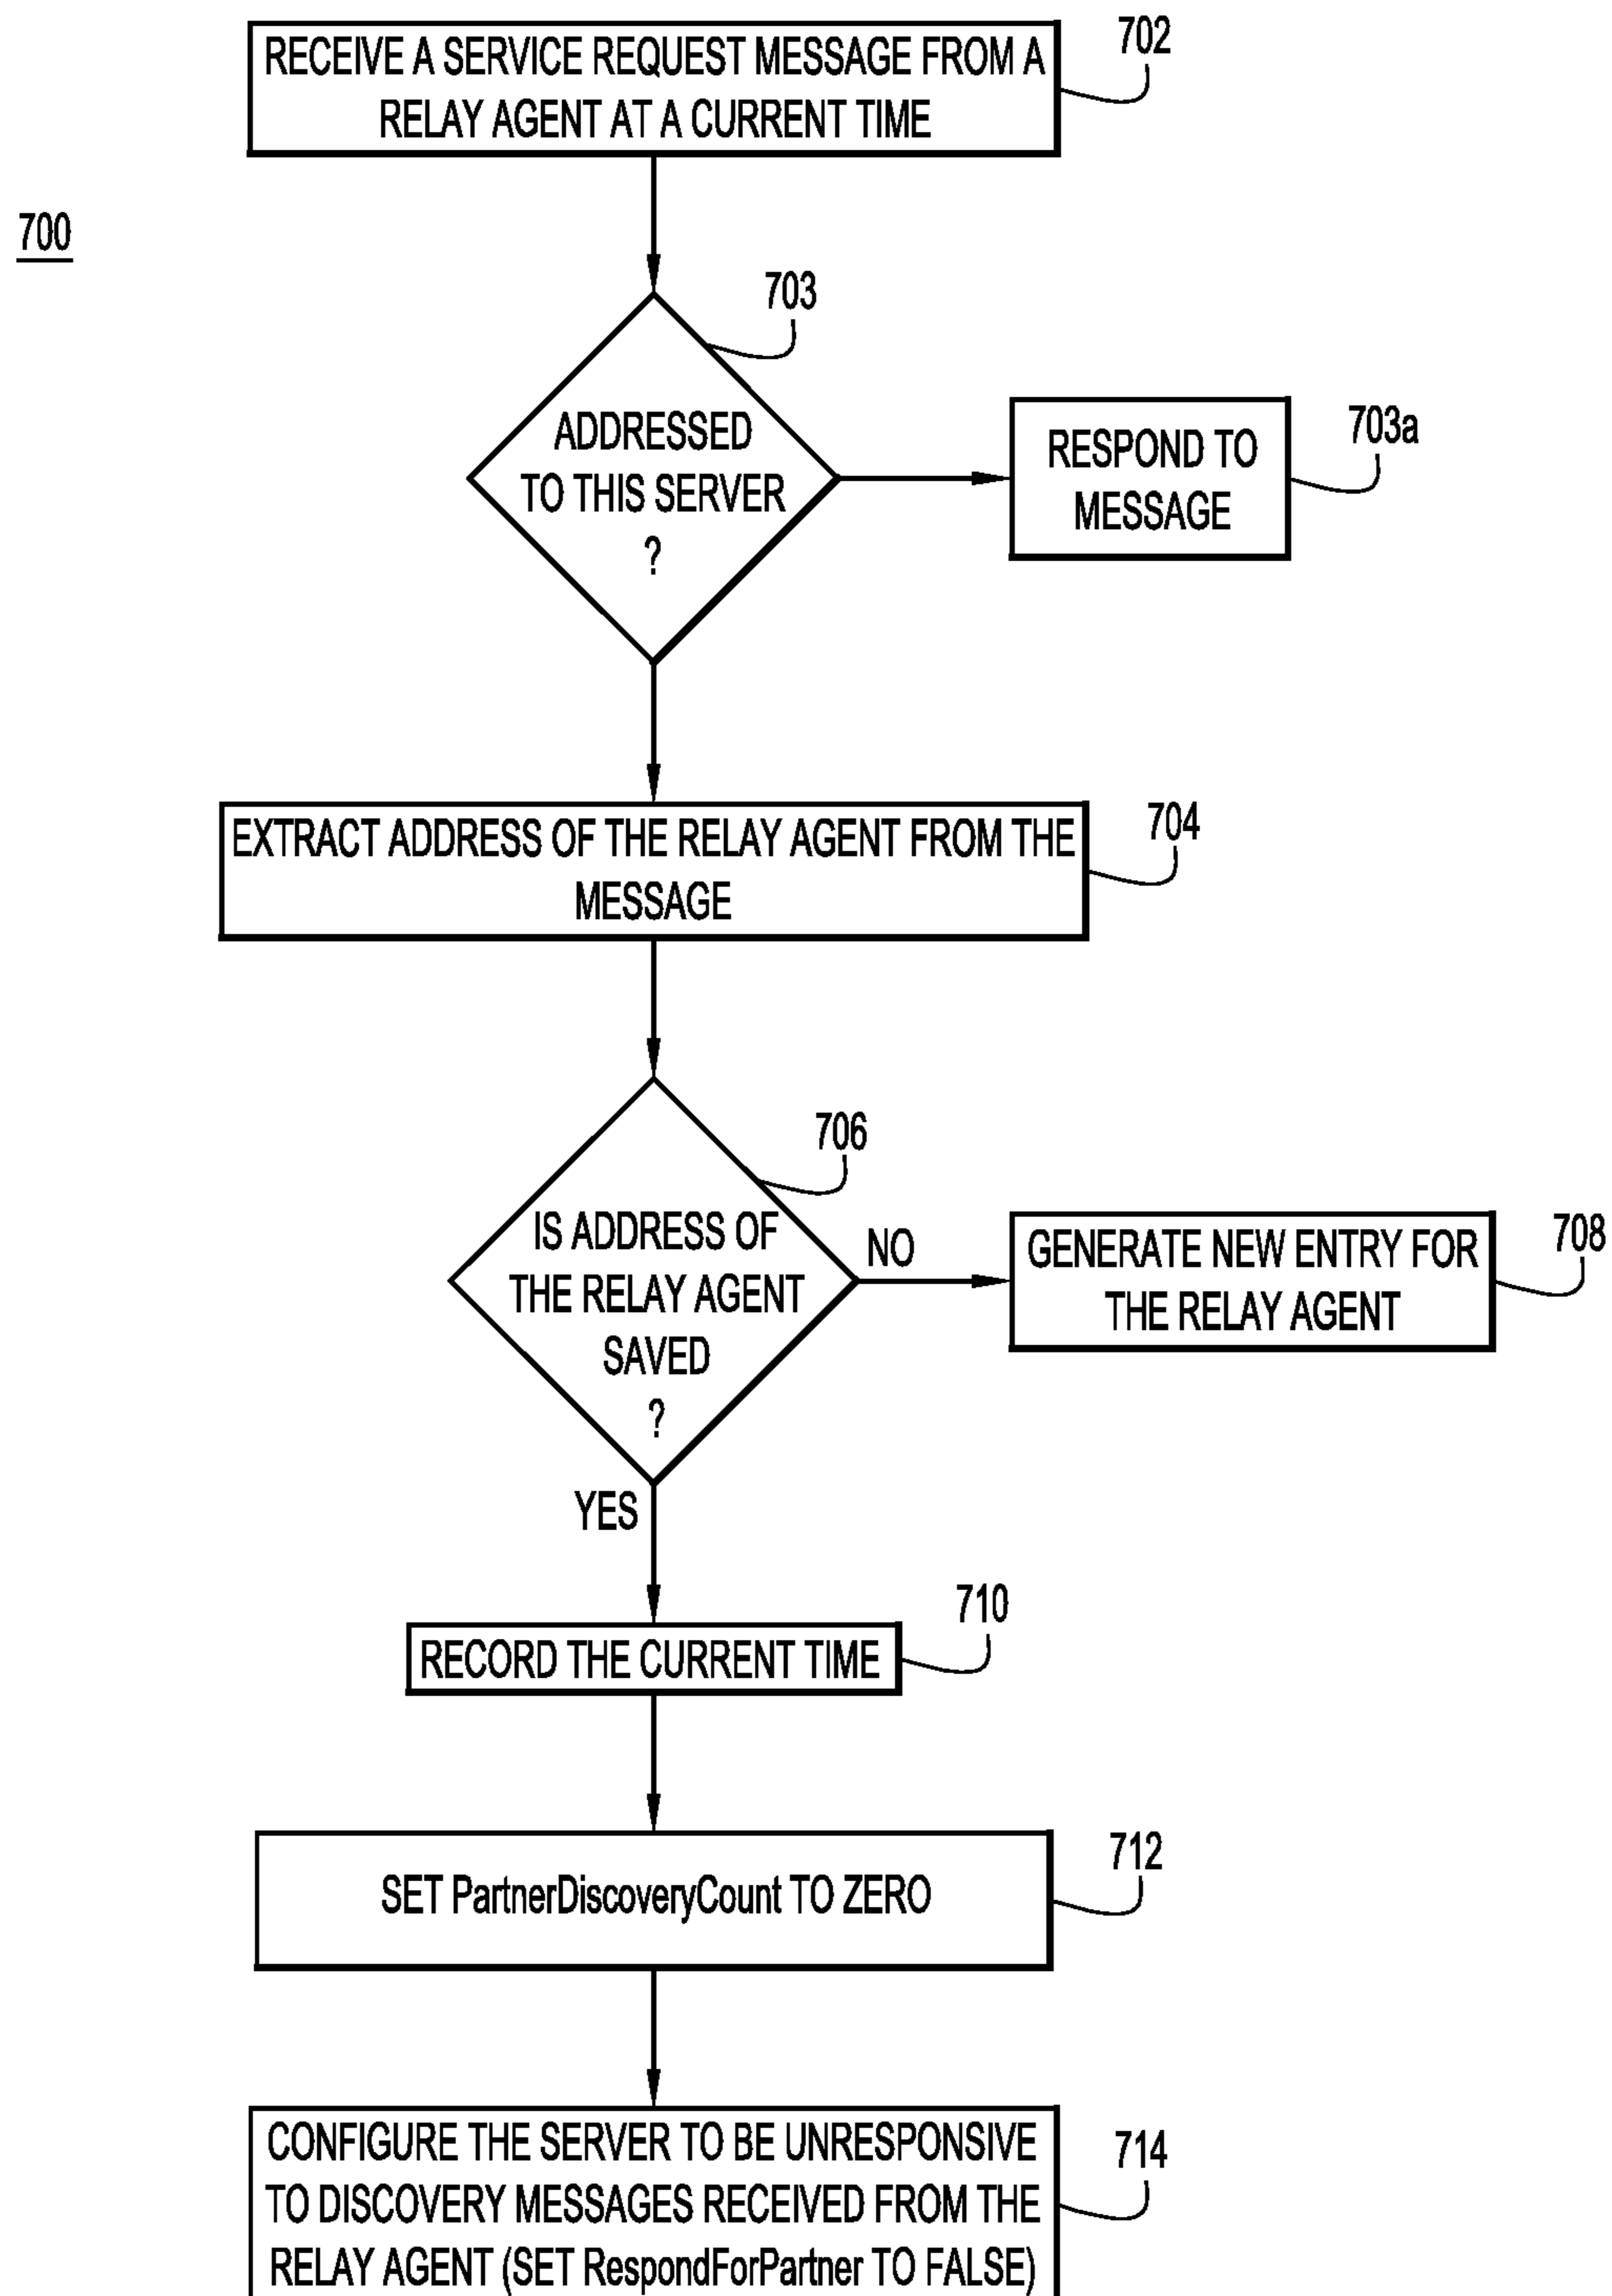 RECEIVE A SERVICE REQUEST MESSAGE FROM A
RELAY AGENT AT A CURRENT TIME
702
700
703
ADDRESSED
TO THIS SERVER
?
RESPOND TO
MESSAGE
703a
EXTRACT ADDRESS OF THE RELAY AGENT FROM THE
MESSAGE
704
706
IS ADDRESS OF
THE RELAY AGENT
SAVED
?
NO
GENERATE NEW ENTRY FOR
THE RELAY AGENT
708
YES
RECORD THE CURRENT TIME
710
SET PartnerDiscoveryCount TO ZERO
712
CONFIGURE THE SERVER TO BE UNRESPONSIVE
TO DISCOVERY MESSAGES RECEIVED FROM THE
RELAY AGENT (SET RespondForPartner TO FALSE)
714